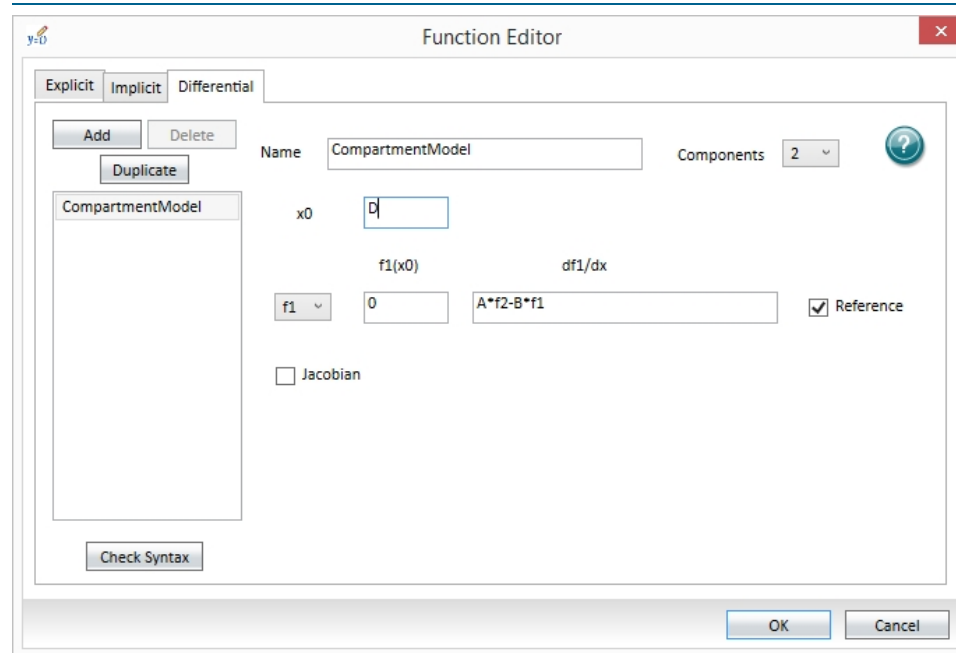 y=()
Function Editor
×
Explicit Implicit Differential
Add Delete
Duplicate
Name CompartmentModel Components 2
?
CompartmentModel
x0 D
f1(x0) df1/dx
f1 0 A*f2-B*f1 Reference
Jacobian
Check Syntax
OK Cancel